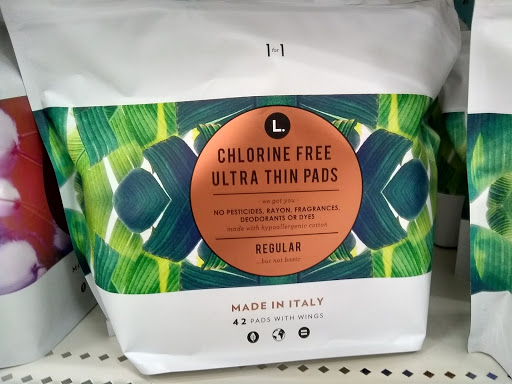 1 for 1
L.
CHLORINE FREE
ULTRA THIN PADS
- we got you -
NO PESTICIDES, RAYON, FRAGRANCES,
DEODORANTS OR DYES
made with hypoallergenic cotton
REGULAR
...but not basic
MADE IN ITALY
42 PADS WITH WINGS